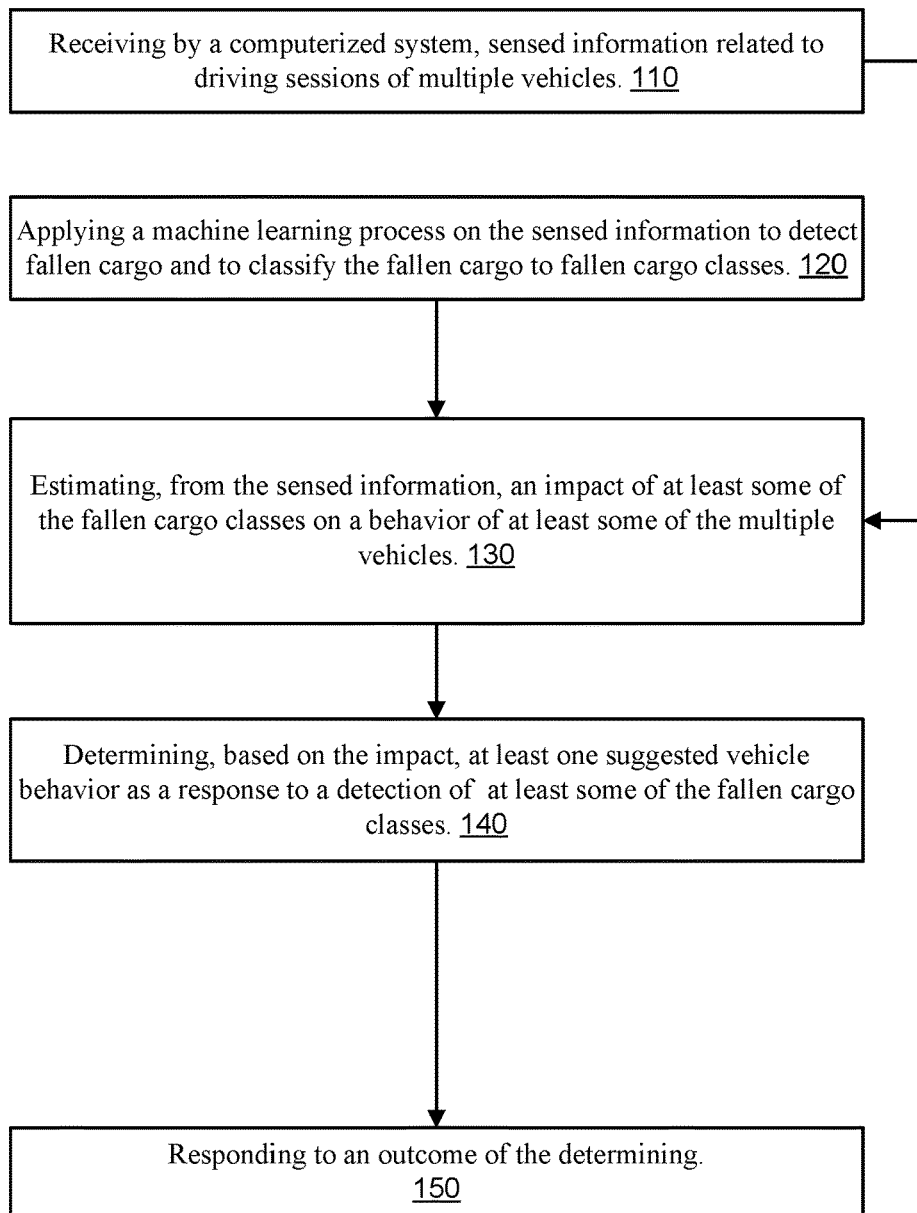 Receiving by a computerized system, sensed information related to
driving sessions of multiple vehicles. 110
Applying a machine learning process on the sensed information to detect
fallen cargo and to classify the fallen cargo to fallen cargo classes. 120
Estimating, from the sensed information, an impact of at least some of
the fallen cargo classes on a behavior of at least some of the multiple
vehicles. 130
Determining, based on the impact, at least one suggested vehicle
behavior as a response to a detection of at least some of the fallen cargo
classes. 140
Responding to an outcome of the determining.
150